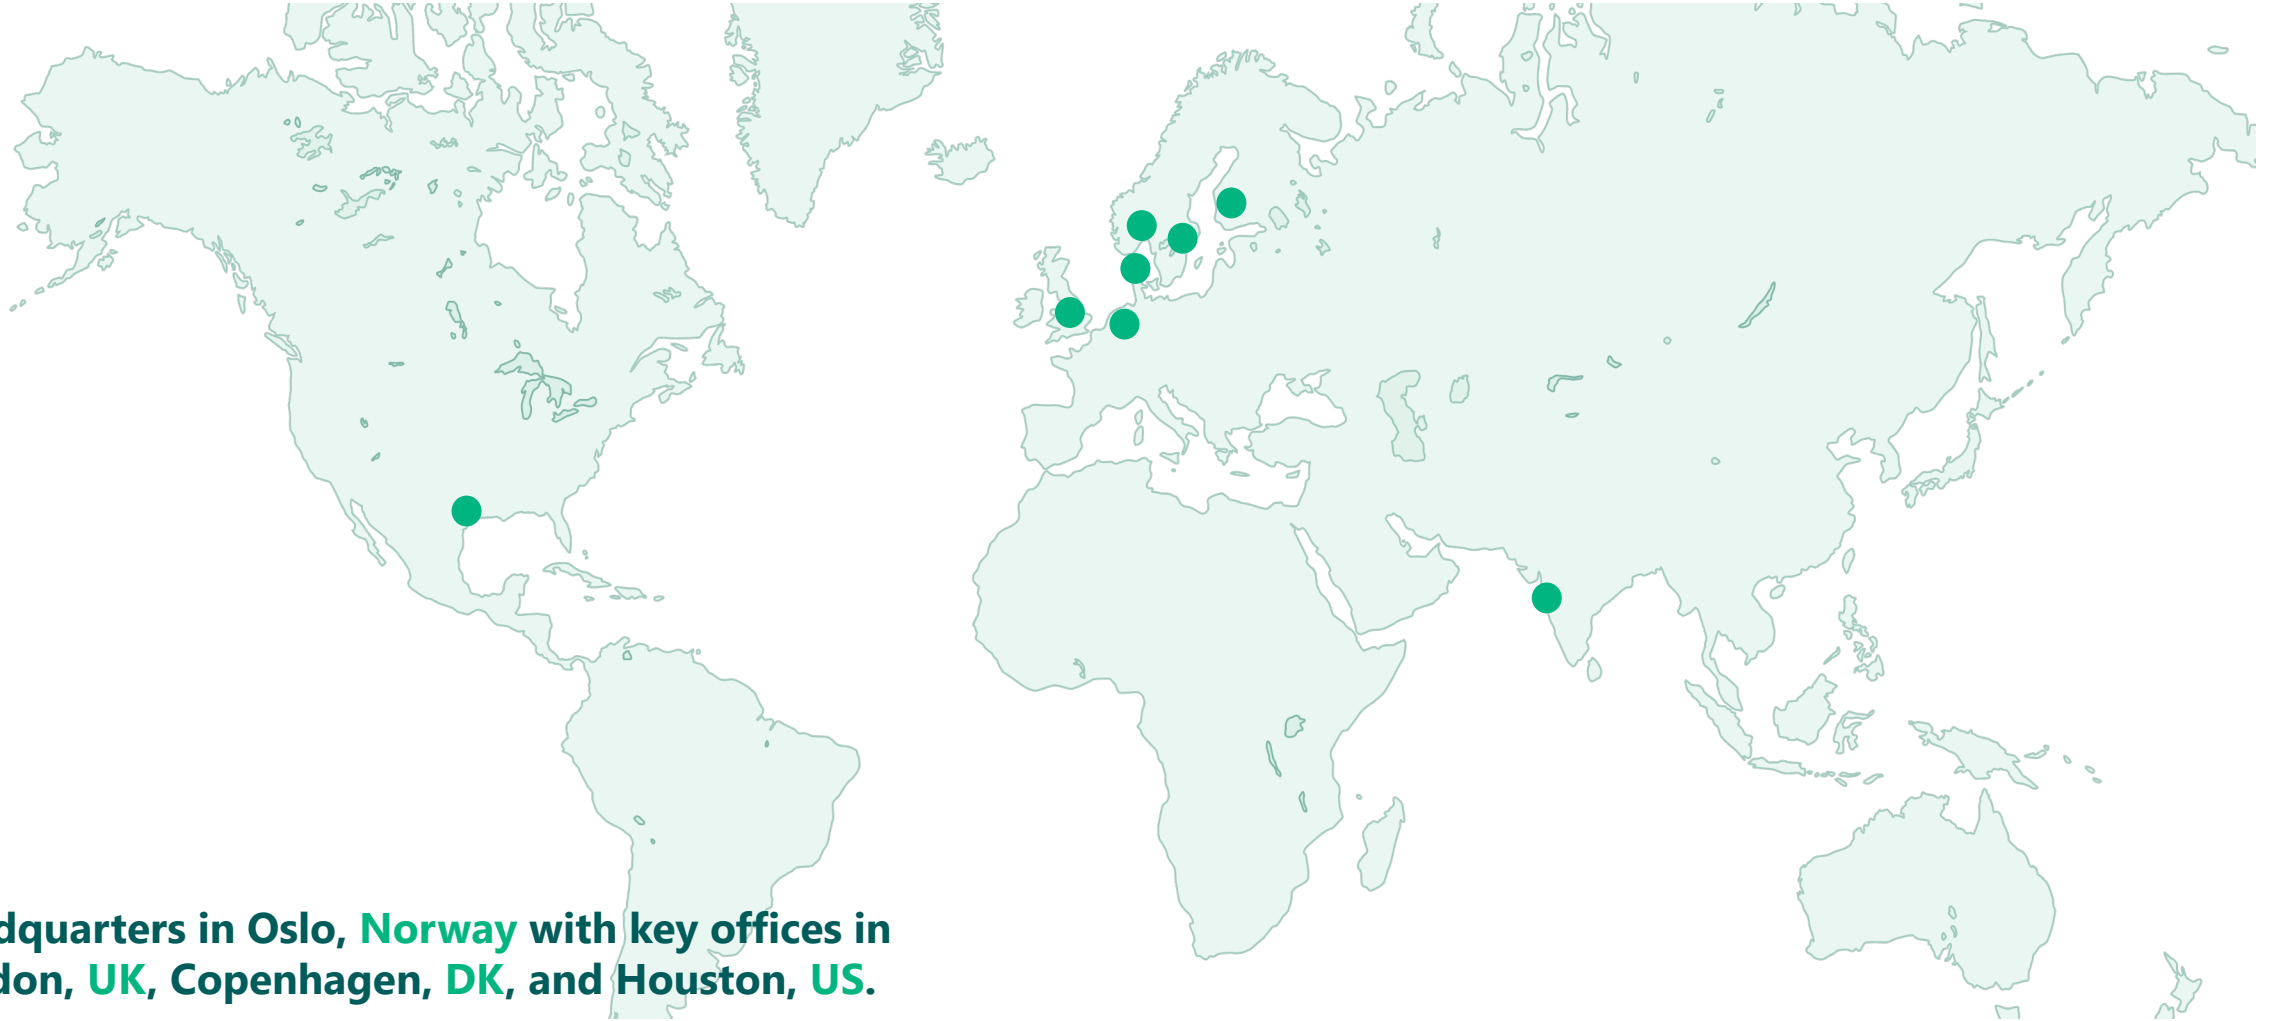 dquarters in Oslo, Norway with key offices in
don, UK, Copenhagen, DK, and Houston, US.